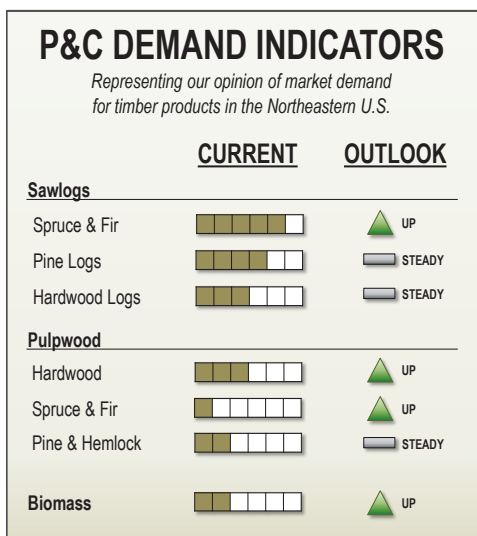 P&C DEMAND INDICATORS
Representing our opinion of market demand
for timber products in the Northeastern U.S.
CURRENT OUTLOOK
Sawlogs
Spruce & Fir UP
Pine Logs STEADY
Hardwood Logs STEADY
Pulpwood
Hardwood UP
Spruce & Fir UP
Pine & Hemlock STEADY
Biomass UP